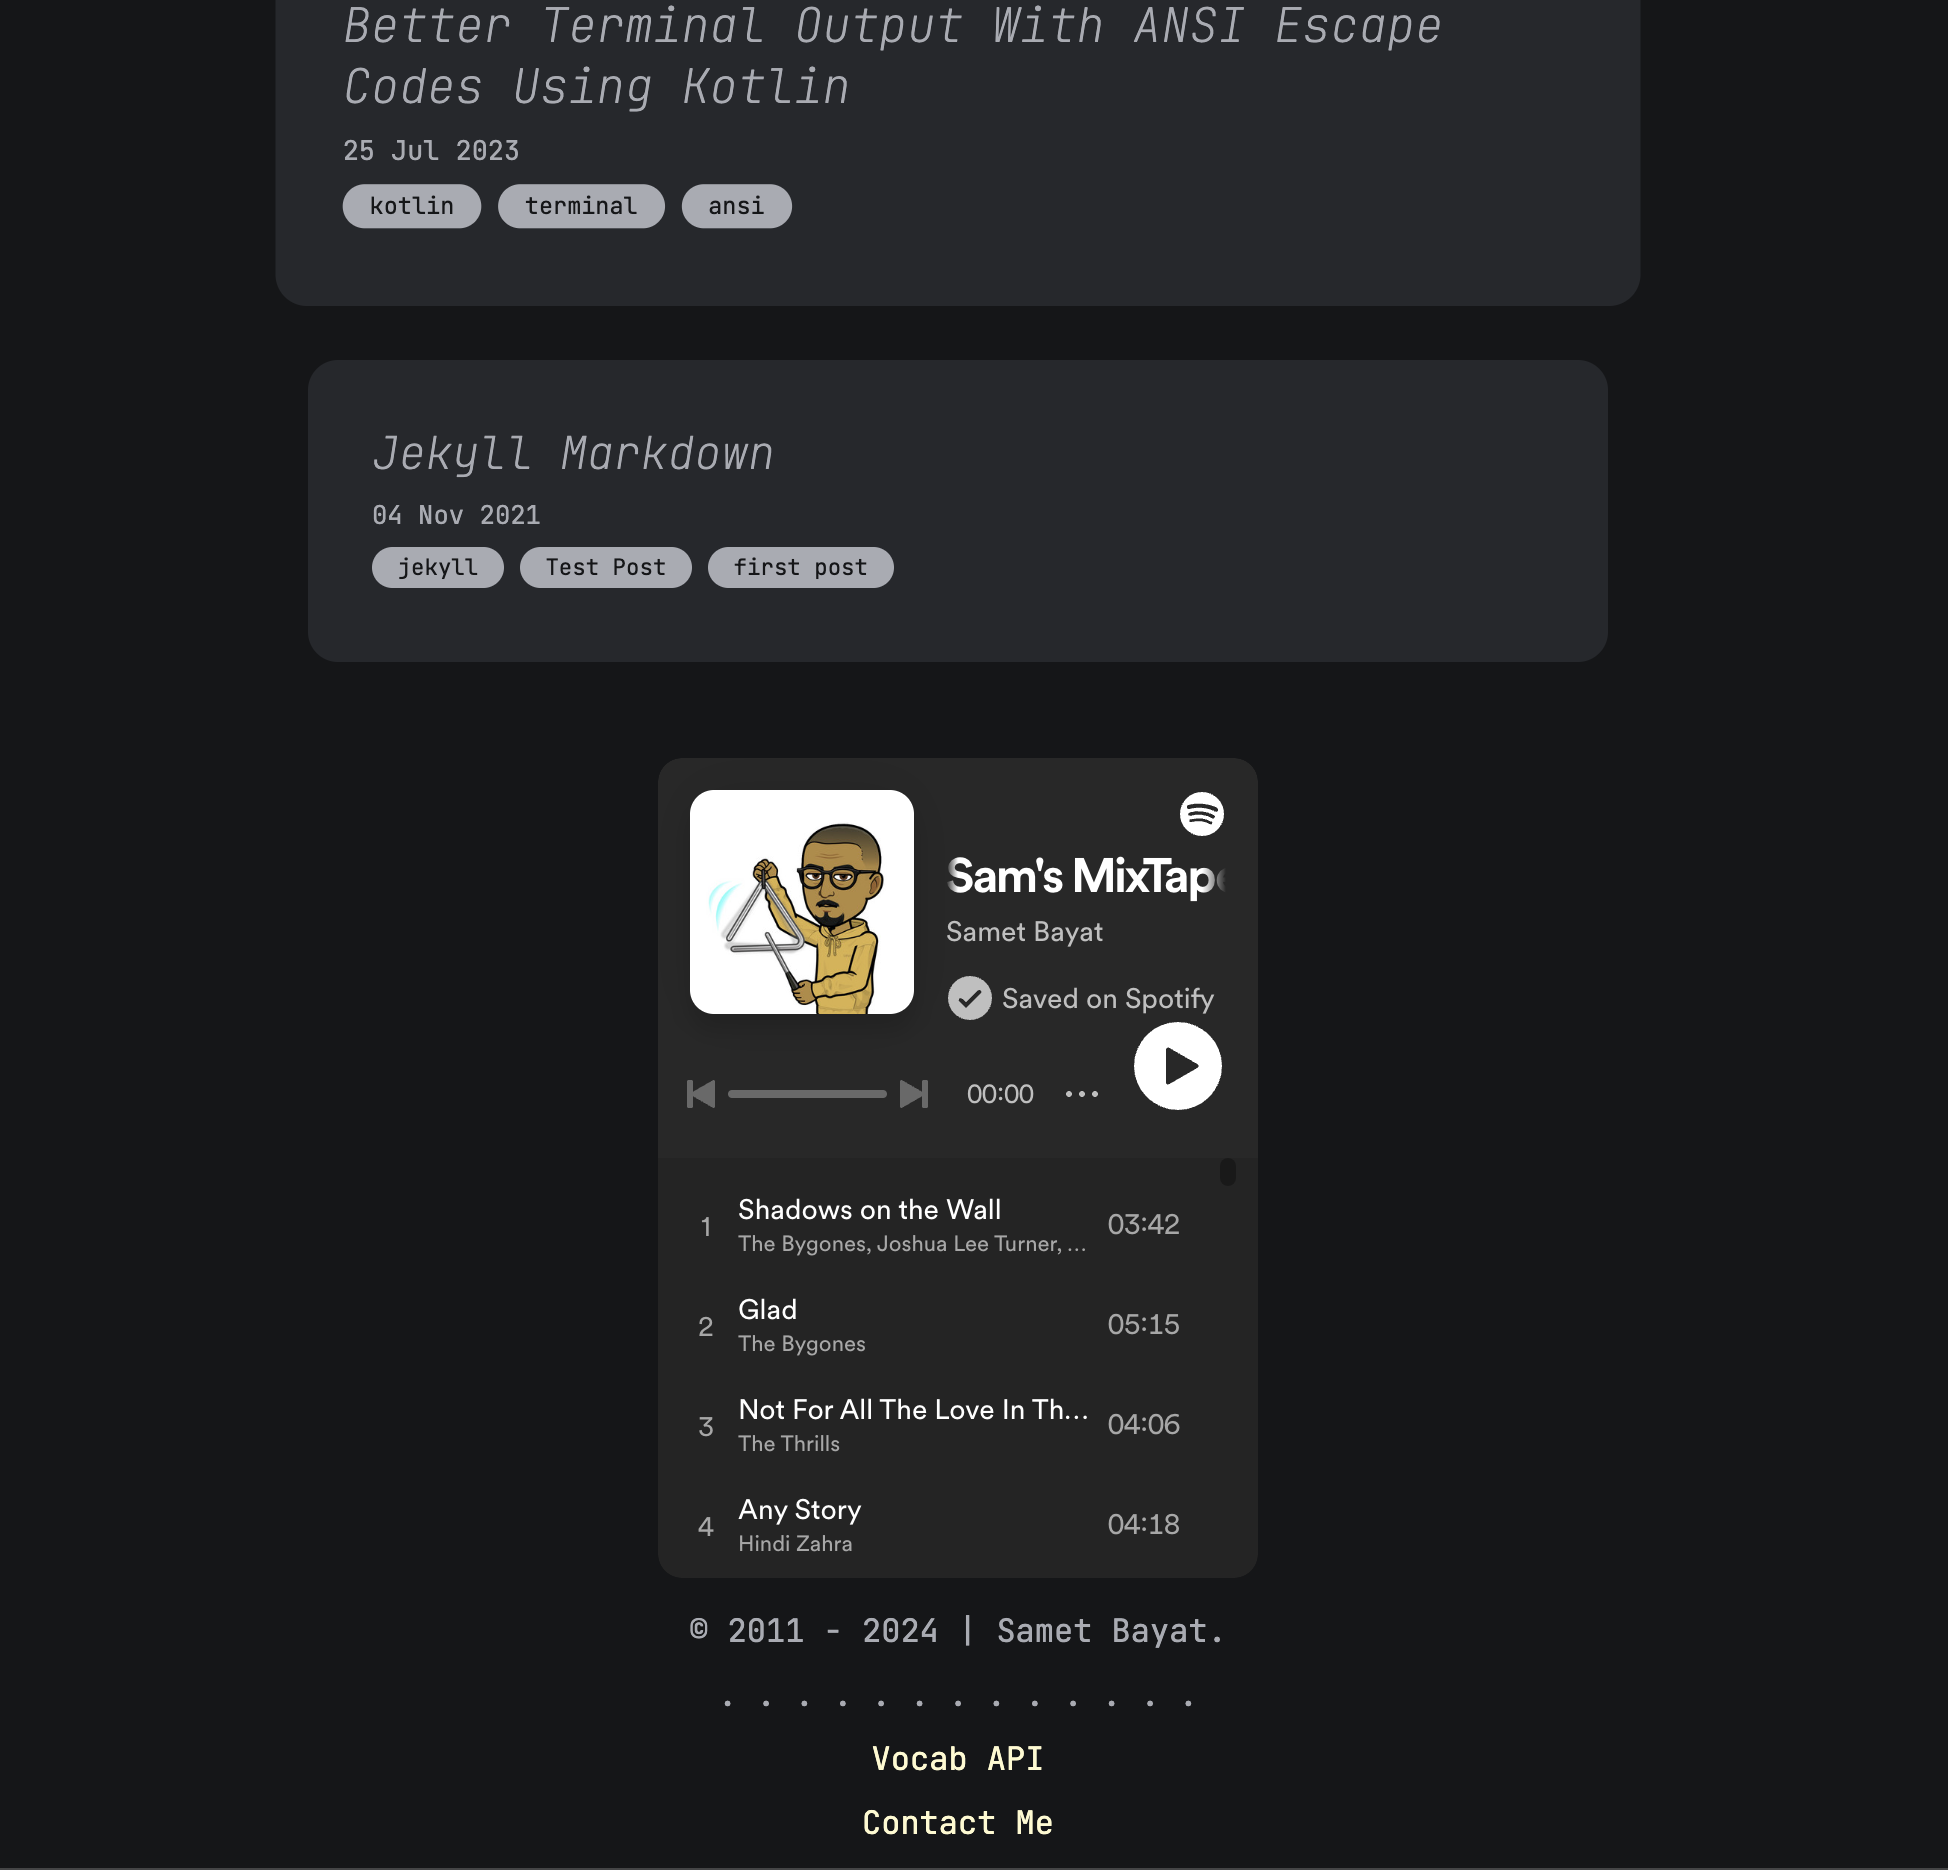 Better Terminal Output With ANSI Escape
Codes Using Kotlin
25 Jul 2023
kotlin terminal ansi
Jekyll Markdown
04 Nov 2021
jekyll Test Post first post
Sam's MixTape
Samet Bayat
Saved on Spotify
00:00
1 Shadows on the Wall 03:42
The Bygones, Joshua Lee Turner, ...
2 Glad 05:15
The Bygones
3 Not For All The Love In Th... 04:06
The Thrills
4 Any Story 04:18
Hindi Zahra
© 2011 - 2024 | Samet Bayat.
. . . . . . . . . . . . .
Vocab API
Contact Me